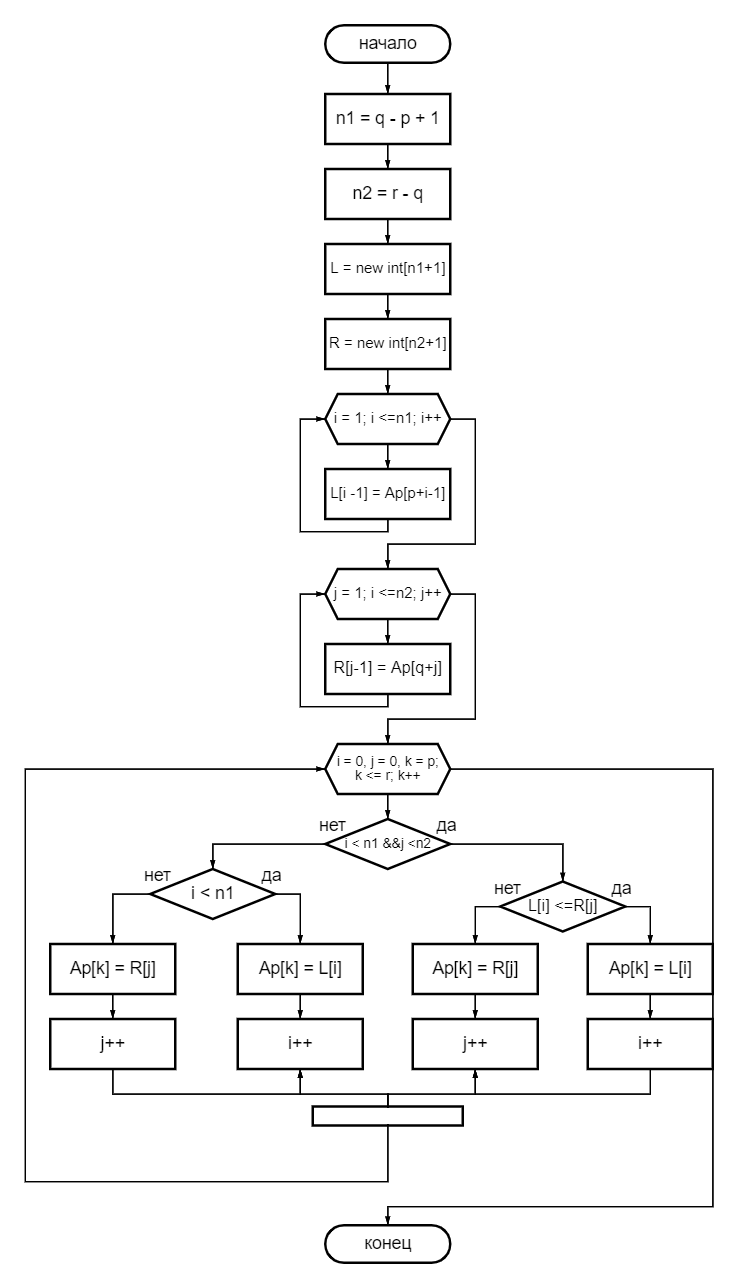 начало
n1 = q - p + 1
n2 = r - q
L = new int[n1+1]
R = new int[n2+1]
i = 1; i <=n1; i++
L[i -1] = Ap[p+i-1]
j = 1; i <=n2; j++
R[j-1] = Ap[q+j]
i = 0, j = 0, k = p;
k <= r; k++
нет
да
i < n1 &&j <n2
нет
да
i < n1
нет
да
L[i] <=R[j]
Ap[k] = R[j]
Ap[k] = L[i]
Ap[k] = R[j]
Ap[k] = L[i]
j++
i++
j++
i++
конец